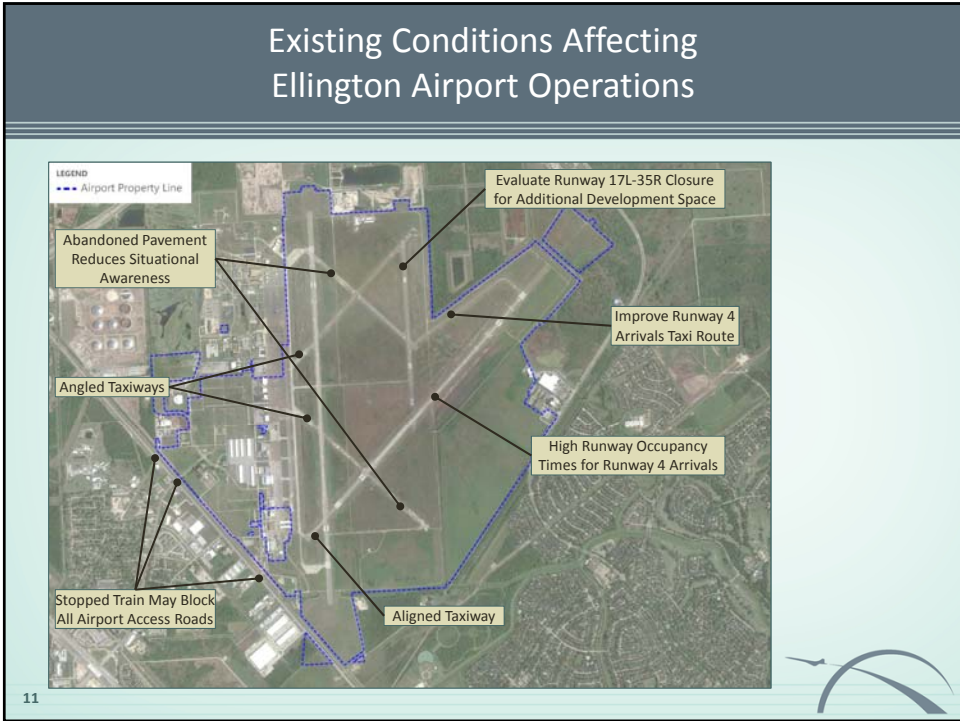 Existing Conditions Affecting
Ellington Airport Operations
LEGEND
Airport Property Line
Evaluate Runway 17L-35R Closure
for Additional Development Space
Abandoned Pavement
Reduces Situational
Awareness
Improve Runway 4
Arrivals Taxi Route
Angled Taxiways
High Runway Occupancy
Times for Runway 4 Arrivals
Stopped Train May Block
All Airport Access Roads
Aligned Taxiway
11